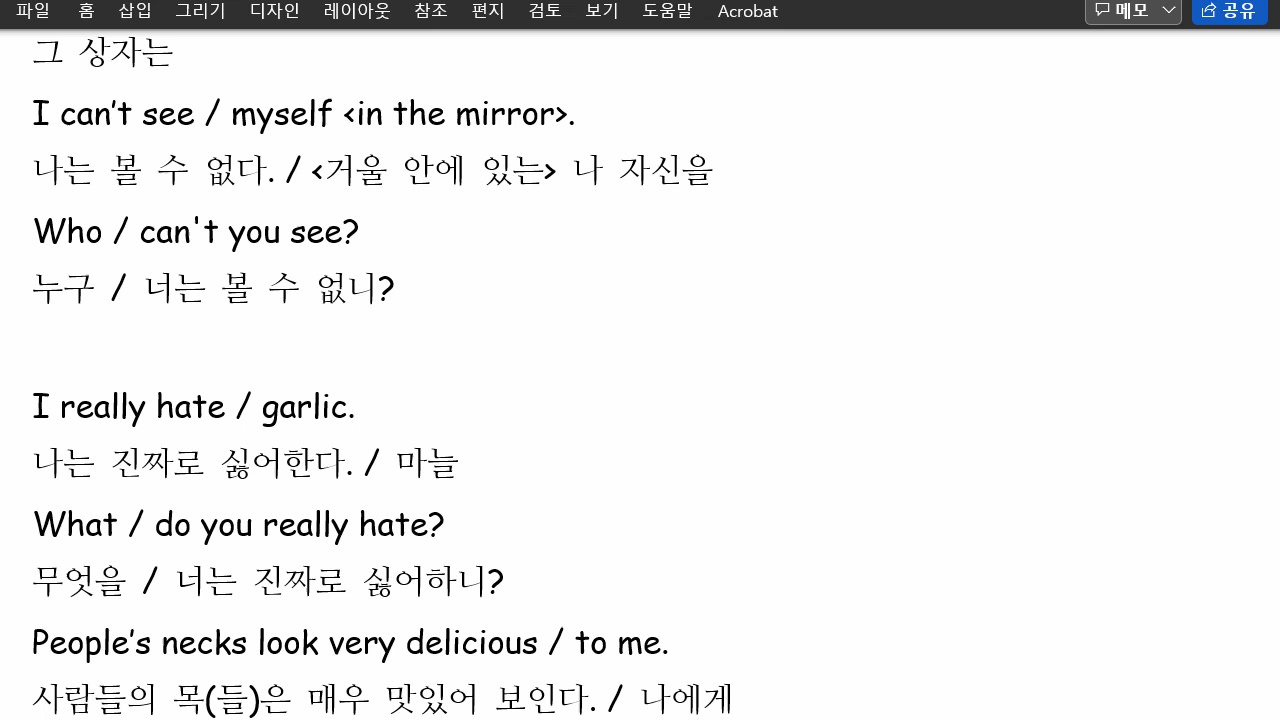 파일 홈 삽입 그리기 디자인 레이아웃 참조 편지 검토 보기 도움말 Acrobat 메모 공유
그 상자는
I can’t see / myself <in the mirror>.
나는 볼 수 없다. / <거울 안에 있는> 나 자신을
Who / can't you see?
누구 / 너는 볼 수 없니?
I really hate / garlic.
나는 진짜로 싫어한다. / 마늘
What / do you really hate?
무엇을 / 너는 진짜로 싫어하니?
People’s necks look very delicious / to me.
사람들의 목(들)은 매우 맛있어 보인다. / 나에게